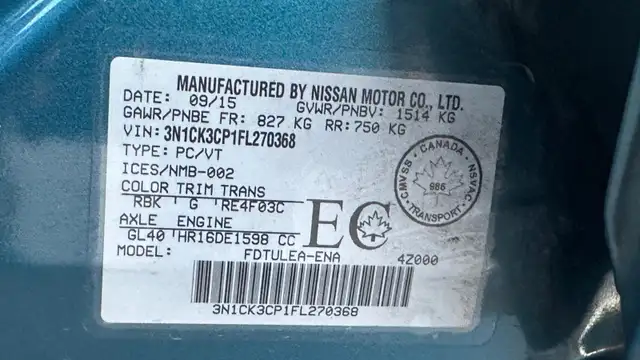 MANUFACTURED BY NISSAN MOTOR CO., LTD.
DATE: 09/15 GVWR/PNBV: 1514 KG
GAWR/PNBE FR: 827 KG RR: 750 KG
VIN: 3N1CK3CP1FL270368
TYPE: PC/VT
ICES/NMB-002
COLOR TRIM TRANS
RBK ' G 'RE4F03C
AXLE ENGINE
GL40 'HR16DE1598 CC
EC
MODEL: FDTULEA-ENA 4Z000
3N1CK3CP1FL270368
CMVSS · CANADA · NSVAC
986
TRANSPORT